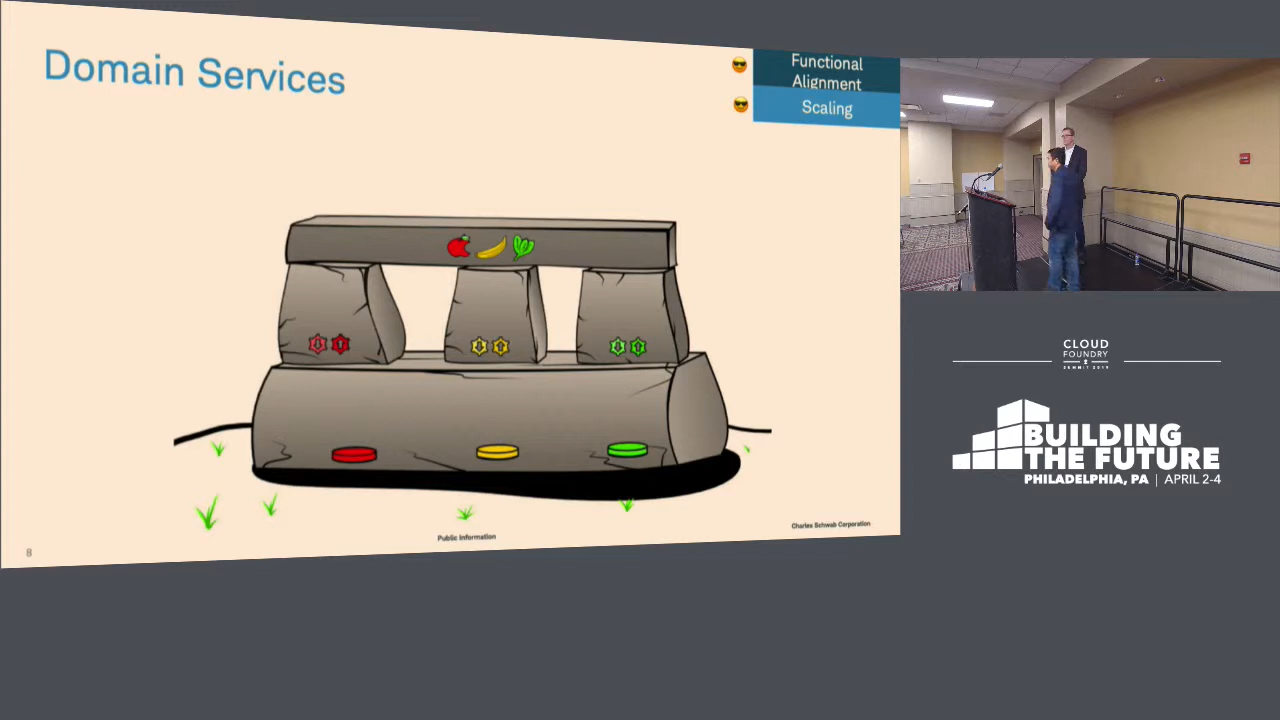 Domain Services
Functional
Alignment
Scaling
Public Information
Charles Schwab Corporation
8
CLOUD
FOUNDRY
SUMMIT 2019
BUILDING
THE FUTURE
PHILADELPHIA, PA | APRIL 2-4